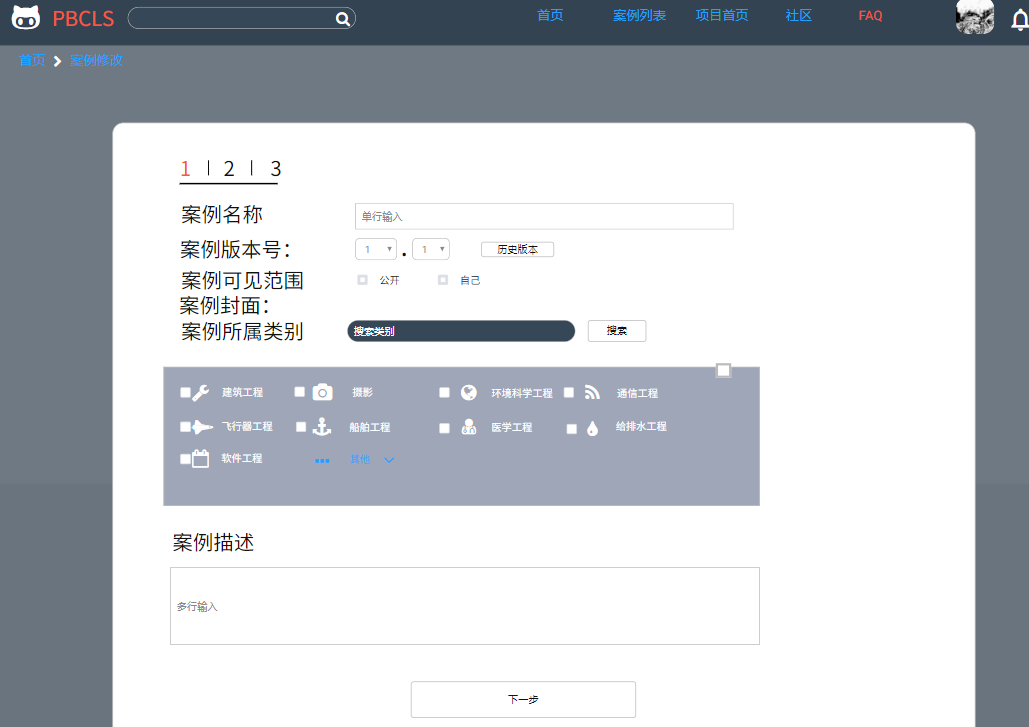 PBCLS 首页 案例列表 项目首页 社区 FAQ
首页 案例修改
1 | 2 | 3
案例名称 单行输入
案例版本号： 1 . 1 历史版本
案例可见范围 公开 自己
案例封面：
案例所属类别 搜索类别 搜索
建筑工程 摄影 环境科学工程 通信工程
飞行器工程 船舶工程 医学工程 给排水工程
软件工程 其他
案例描述
多行输入
下一步